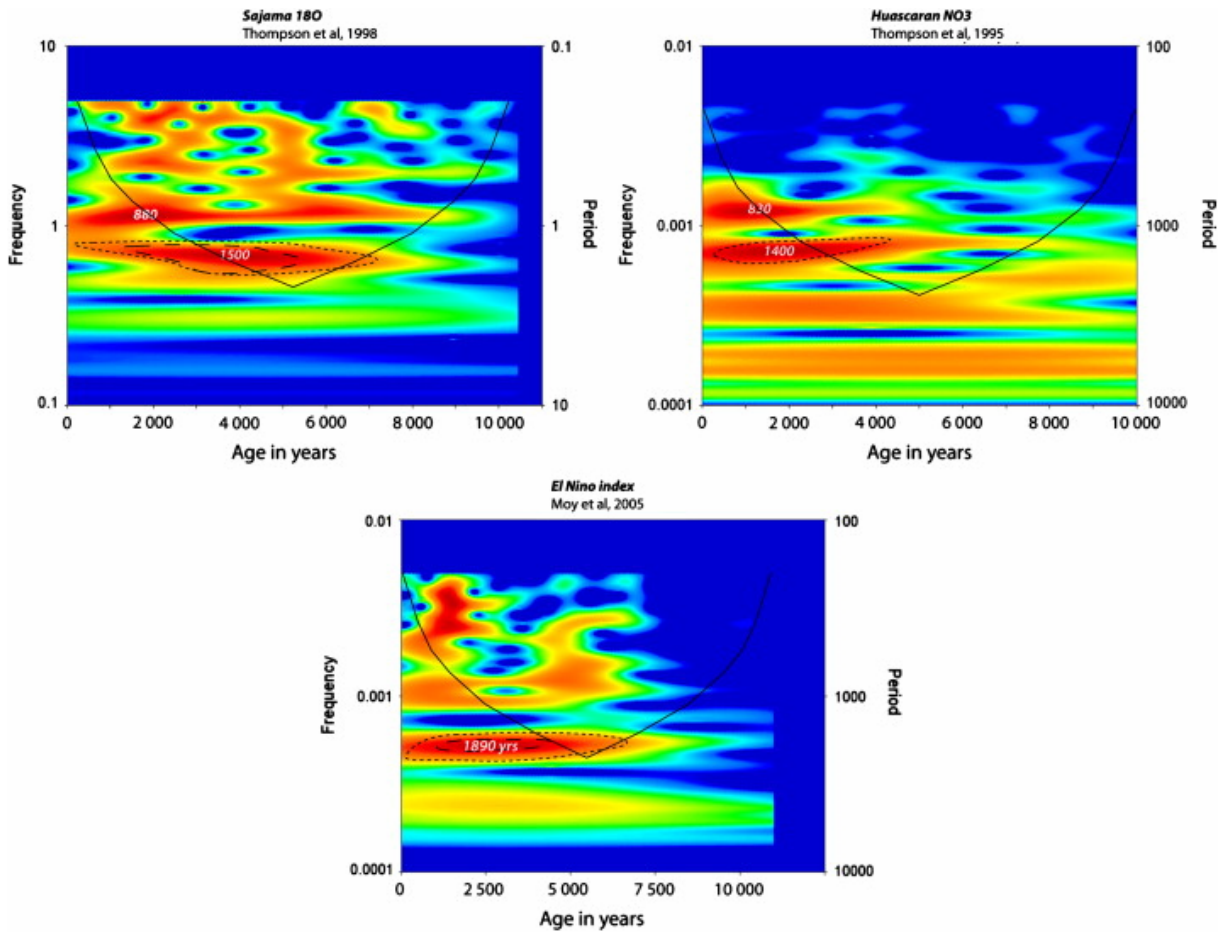 Sajama 18O
Thompson et al, 1998
10
0.1
Frequency
1
1
Period
880
1500
0.1
10
0
2 000
4 000
6 000
8 000
10 000
Age in years
Huascaran NO3
Thompson et al, 1995
0.01
100
Frequency
0.001
1000
Period
830
1400
0.0001
10000
0
2 000
4 000
6 000
8 000
10 000
Age in years
El Nino index
Moy et al, 2005
0.01
100
Frequency
0.001
1000
Period
1890 yrs
0.0001
10000
0
2 500
5 000
7 500
10 000
Age in years